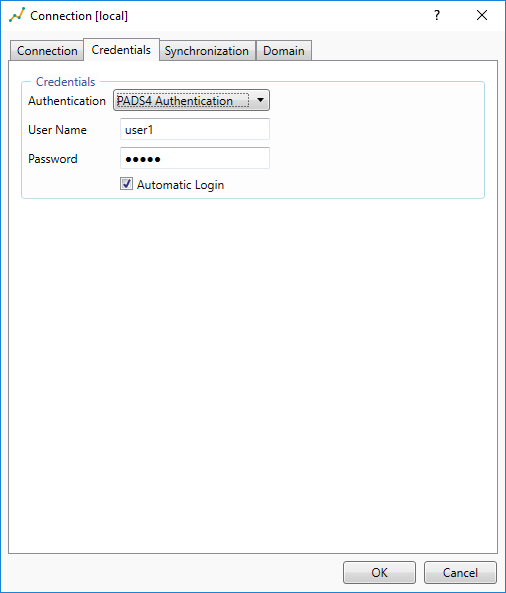 Connection [local] ?
Connection Credentials Synchronization Domain
Credentials
Authentication PADS4 Authentication
User Name user1
Password ●●●●●
Automatic Login
OK Cancel